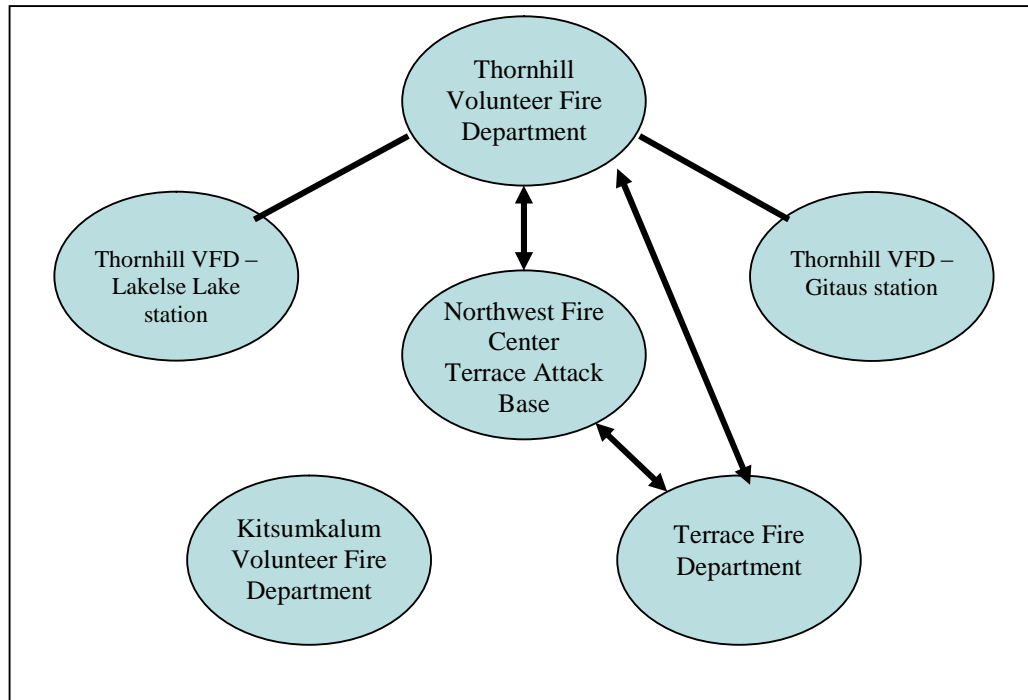 Thornhill
Volunteer Fire
Department
Thornhill VFD –
Lakelse Lake
station
Thornhill VFD –
Gitaus station
Northwest Fire
Center
Terrace Attack
Base
Kitsumkalum
Volunteer Fire
Department
Terrace Fire
Department